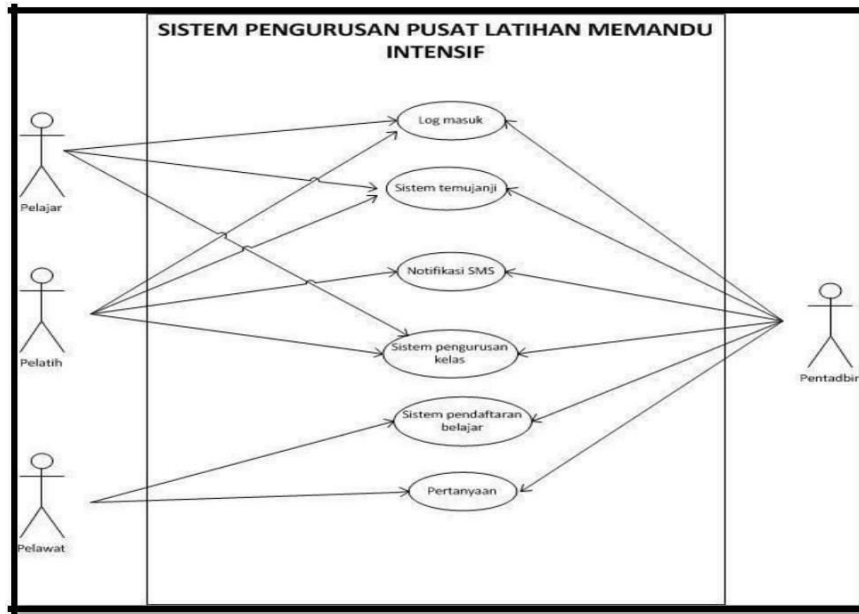 SISTEM PENGURUSAN PUSAT LATIHAN MEMANDU
INTENSIF
Log masuk
Pelajar
Sistem temujanji
Notifikasi SMS
Pelatih
Sistem pengurusan
kelas
Pentadbir
Sistem pendaftaran
belajar
Pertanyaan
Pelawat